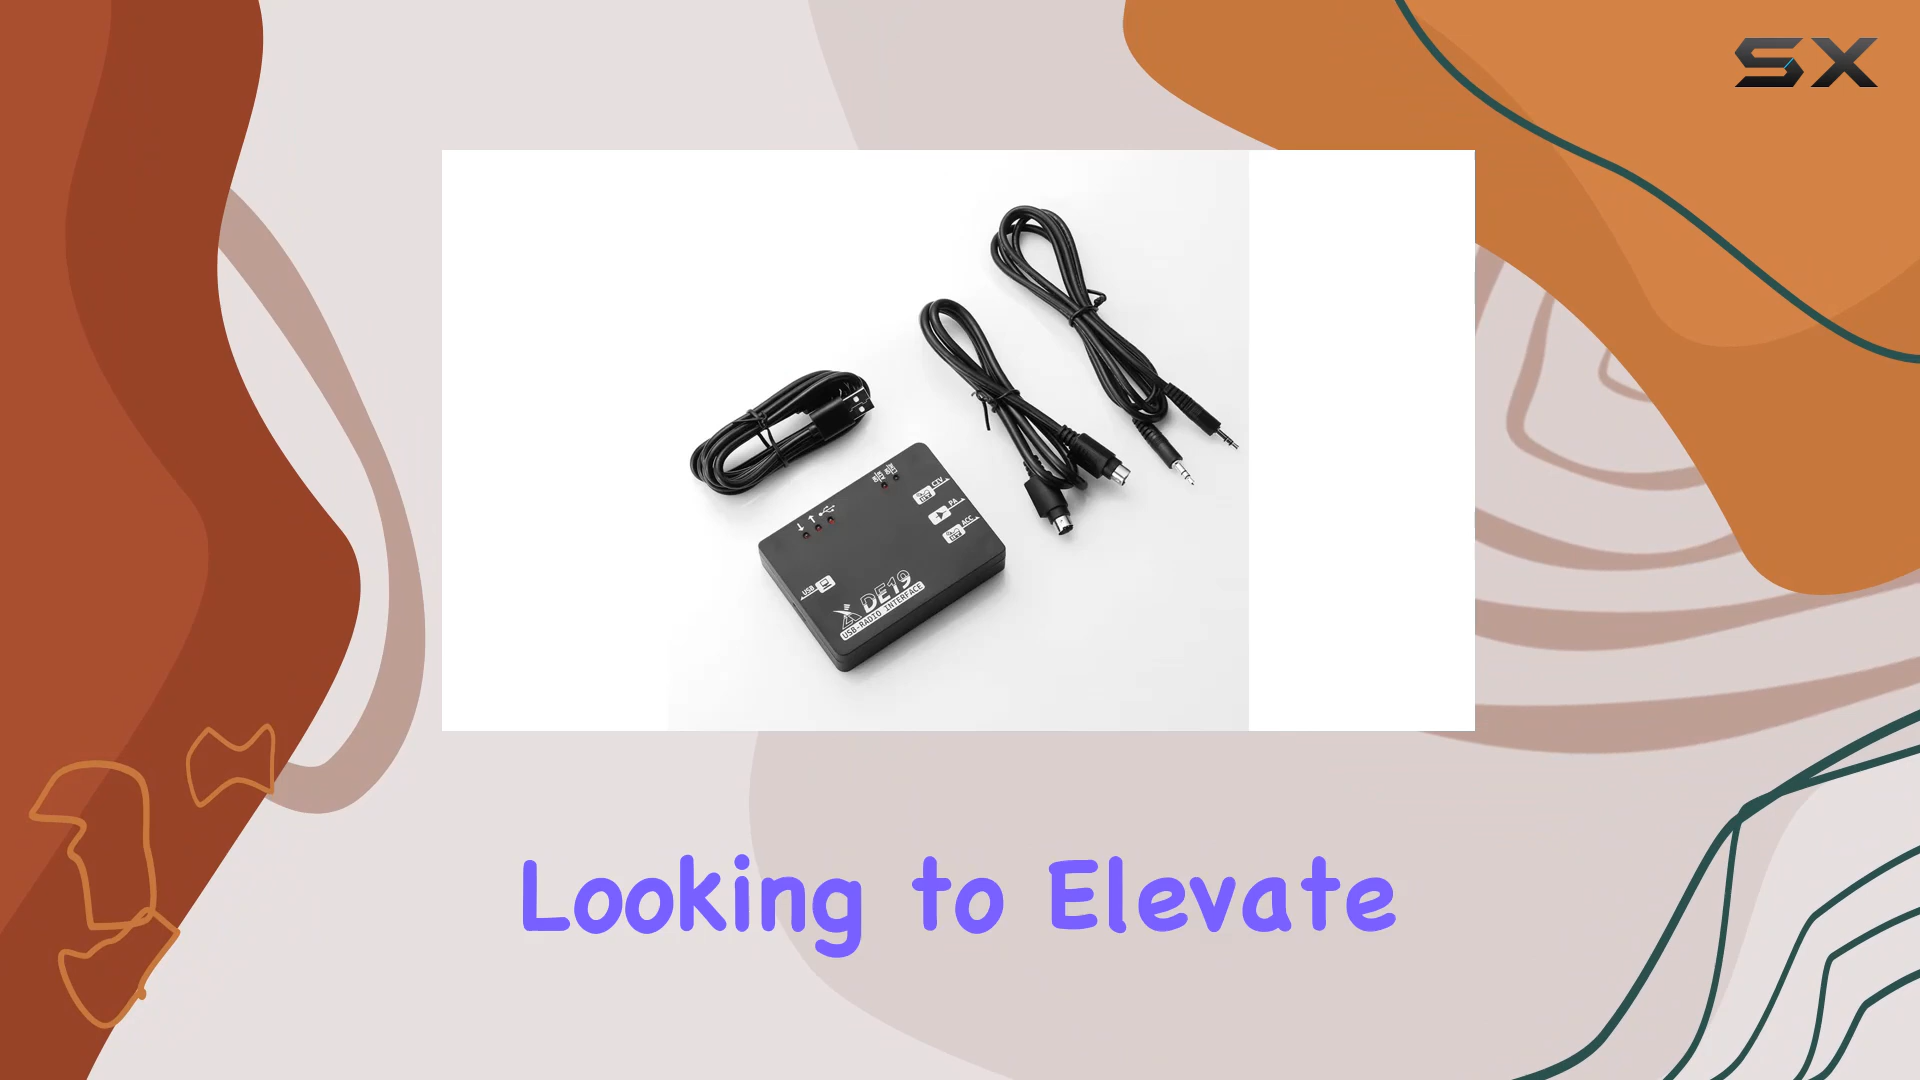 SX
CIV
PA
ACC
USB
DE19
USB-RADIO INTERFACE
Looking to Elevate